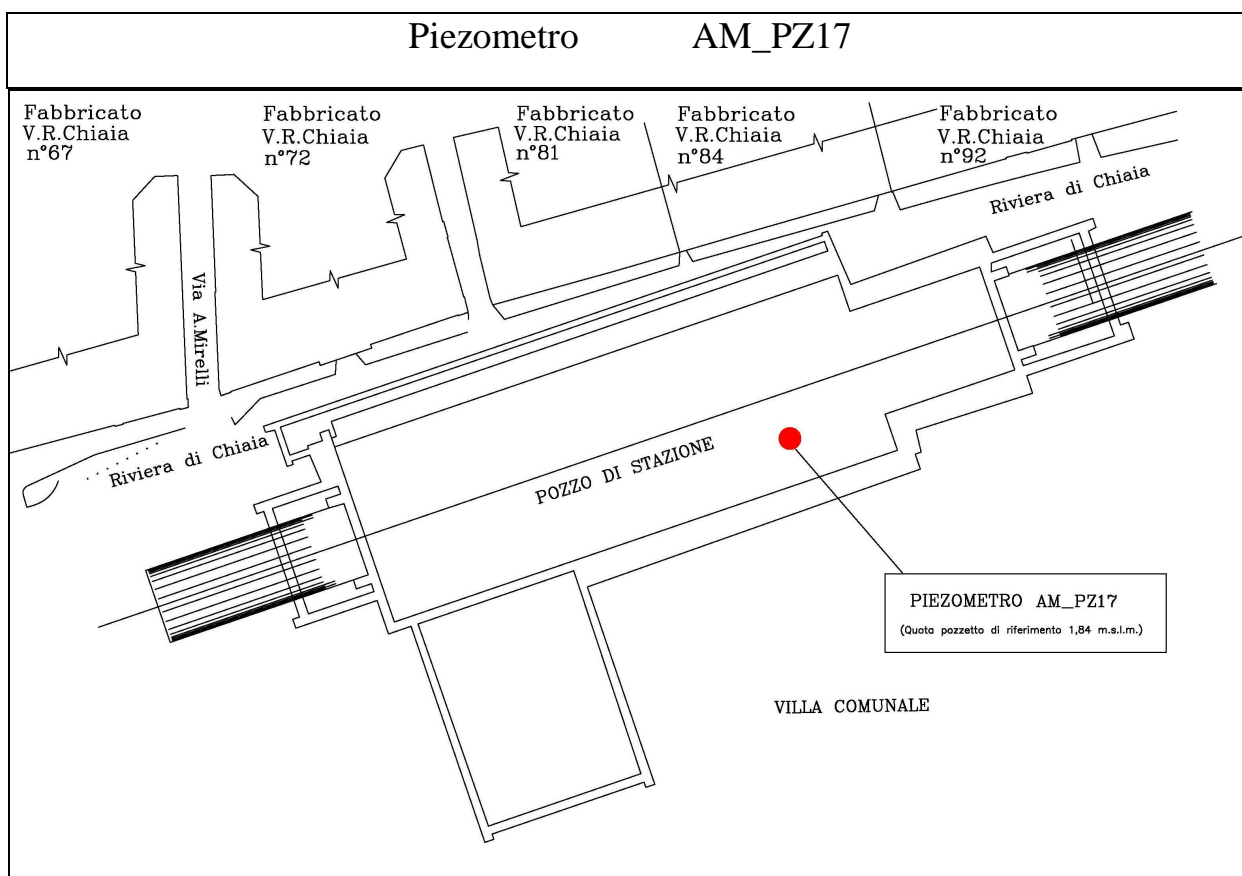 Piezometro AM_PZ17
Fabbricato
V.R.Chiaia
n°67
Fabbricato
V.R.Chiaia
n°72
Fabbricato
V.R.Chiaia
n°81
Fabbricato
V.R.Chiaia
n°84
Fabbricato
V.R.Chiaia
n°92
Riviera di Chiaia
Via A.Mirelli
Riviera di Chiaia
POZZO DI STAZIONE
PIEZOMETRO AM_PZ17
(Quota pozzetto di riferimento 1,84 m.s.l.m.)
VILLA COMUNALE